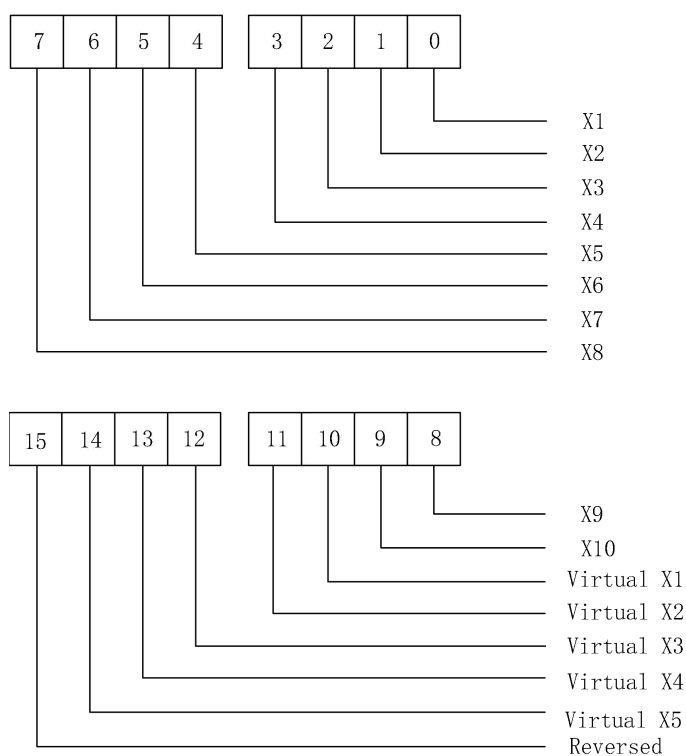 7 6 5 4 3 2 1 0
X1
X2
X3
X4
X5
X6
X7
X8
15 14 13 12 11 10 9 8
X9
X10
Virtual X1
Virtual X2
Virtual X3
Virtual X4
Virtual X5
Reversed